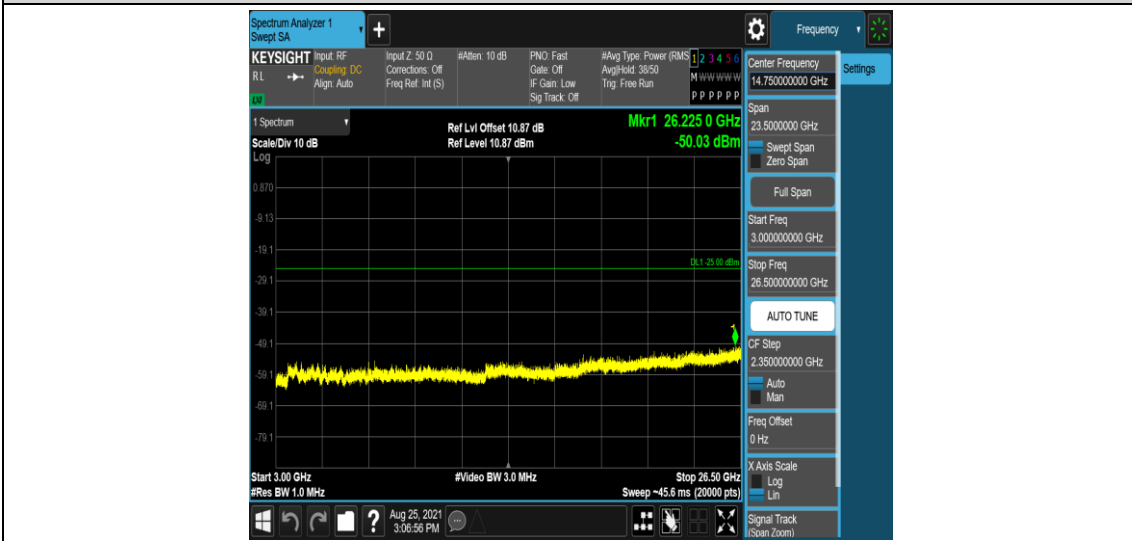 Spectrum Analyzer 1
Swept SA
+
Frequency
KEYSIGHT
RL
LXI
Input: RF
Coupling: DC
Align: Auto
Input Z: 50 Ω
Corrections: Off
Freq Ref: Int (S)
#Atten: 10 dB
PNO: Fast
Gate: Off
IF Gain: Low
Sig Track: Off
#Avg Type: Power (RMS
Avg|Hold: 38/50
Trig: Free Run
1 2 3 4 5 6
M W W W W W
P P P P P P
1 Spectrum
Scale/Div 10 dB
Log
Ref Lvl Offset 10.87 dB
Ref Level 10.87 dBm
Mkr1 26.225 0 GHz
-50.03 dBm
0.870
-9.13
-19.1
DL1 -25.00 dBm
-29.1
-39.1
1
-49.1
-59.1
-69.1
-79.1
Start 3.00 GHz
#Res BW 1.0 MHz
#Video BW 3.0 MHz
Stop 26.50 GHz
Sweep ~45.6 ms (20000 pts)
Center Frequency
14.750000000 GHz
Settings
Span
23.5000000 GHz
Swept Span
Zero Span
Full Span
Start Freq
3.000000000 GHz
Stop Freq
26.500000000 GHz
AUTO TUNE
CF Step
2.350000000 GHz
Auto
Man
Freq Offset
0 Hz
X Axis Scale
Log
Lin
Signal Track
(Span Zoom)
?
Aug 25, 2021
3:06:56 PM